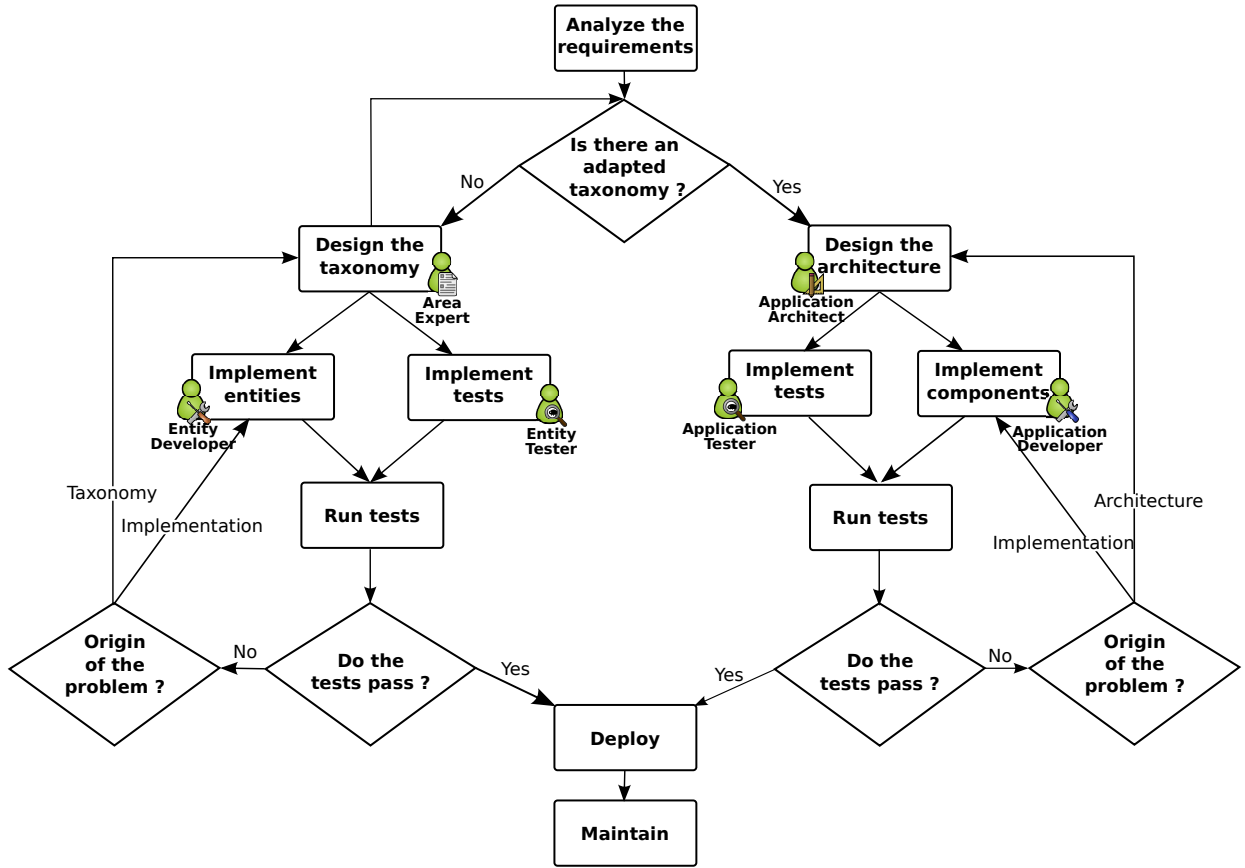 Analyze the
requirements
Is there an
adapted
taxonomy ?
No
Yes
Design the
taxonomy
Area
Expert
Design the
architecture
Application
Architect
Implement
entities
Entity
Developer
Implement
tests
Entity
Tester
Implement
tests
Application
Tester
Implement
components
Application
Developer
Taxonomy
Implementation
Run tests
Run tests
Architecture
Implementation
Origin
of the
problem ?
No
Do the
tests pass ?
Yes
Yes
Do the
tests pass ?
No
Origin
of the
problem ?
Deploy
Maintain